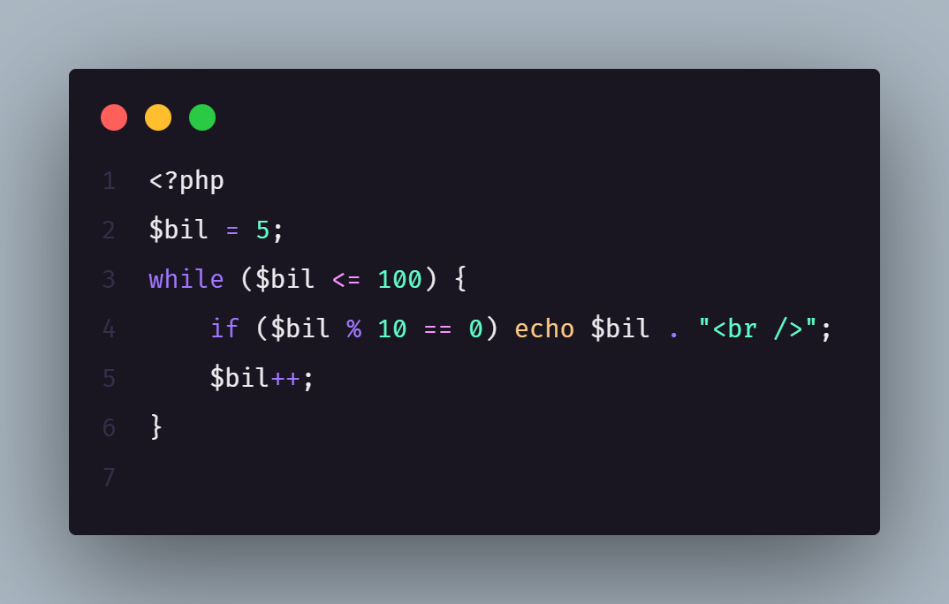 1 <?php
2 $bil = 5;
3 while ($bil <= 100) {
4     if ($bil % 10 == 0) echo $bil . "<br />";
5     $bil++;
6 }
7